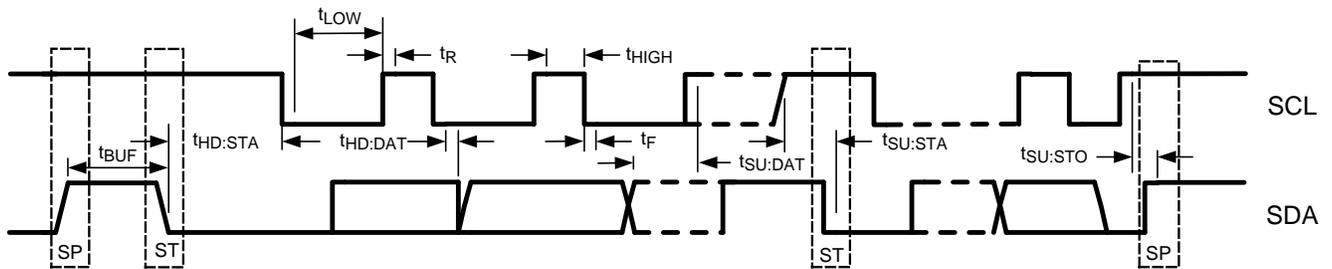 tLOW
tR
tHIGH
SCL
tHD:STA
tHD:DAT
tF
tSU:STA
tBUF
tSU:DAT
tSU:STO
SDA
SP
ST
ST
SP